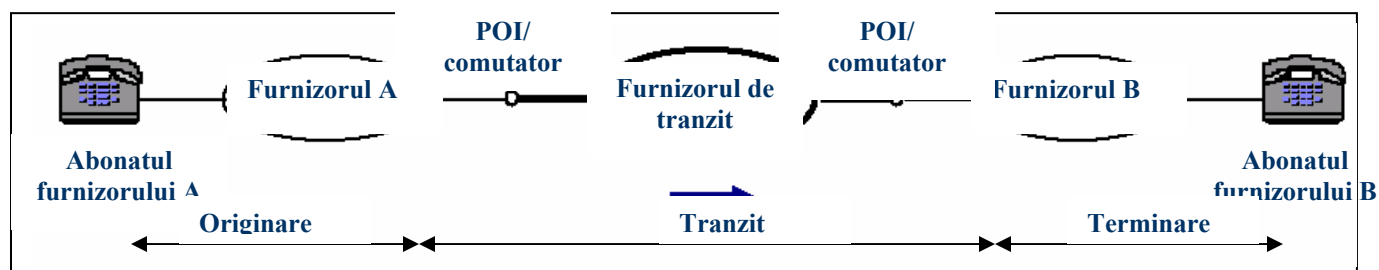 POI/
comutator
POI/
comutator
Furnizorul A
Furnizorul de
tranzit
Furnizorul B
Abonatul
furnizorului A
Abonatul
furnizorului B
Originare
Tranzit
Terminare